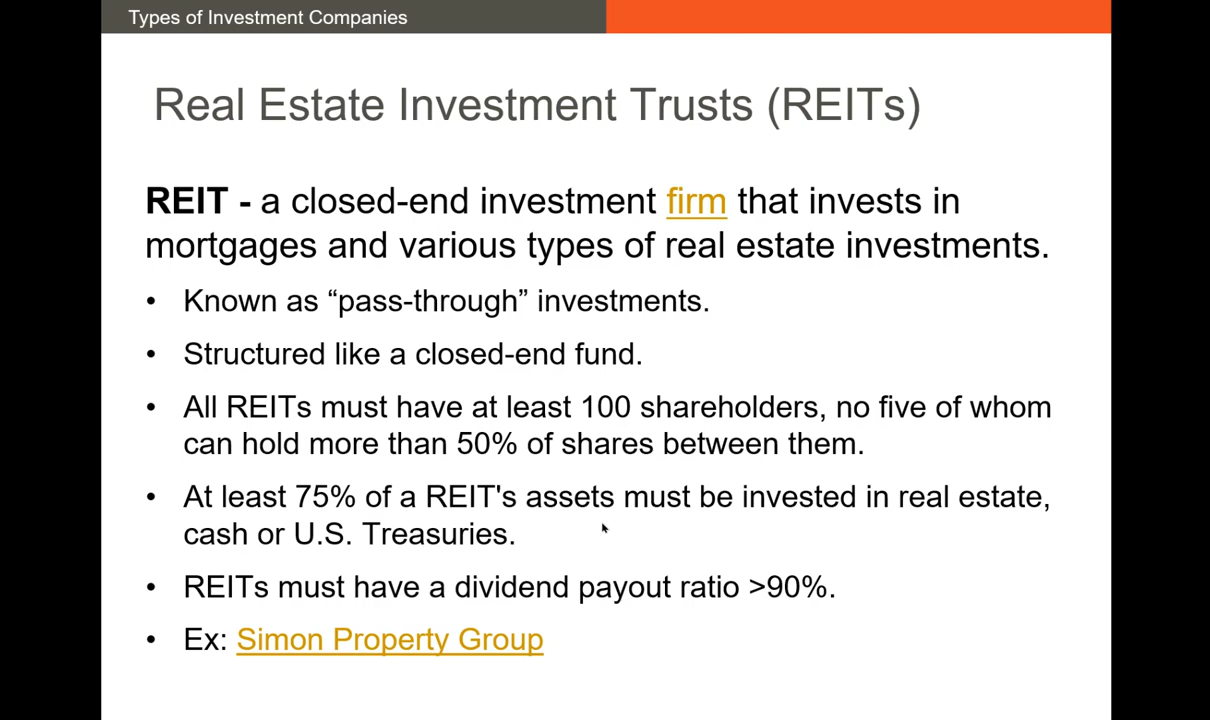 Types of Investment Companies
Real Estate Investment Trusts (REITs)
REIT - a closed-end investment firm that invests in
mortgages and various types of real estate investments.
• Known as “pass-through” investments.
• Structured like a closed-end fund.
• All REITs must have at least 100 shareholders, no five of whom
can hold more than 50% of shares between them.
• At least 75% of a REIT's assets must be invested in real estate,
cash or U.S. Treasuries.
• REITs must have a dividend payout ratio >90%.
• Ex: Simon Property Group